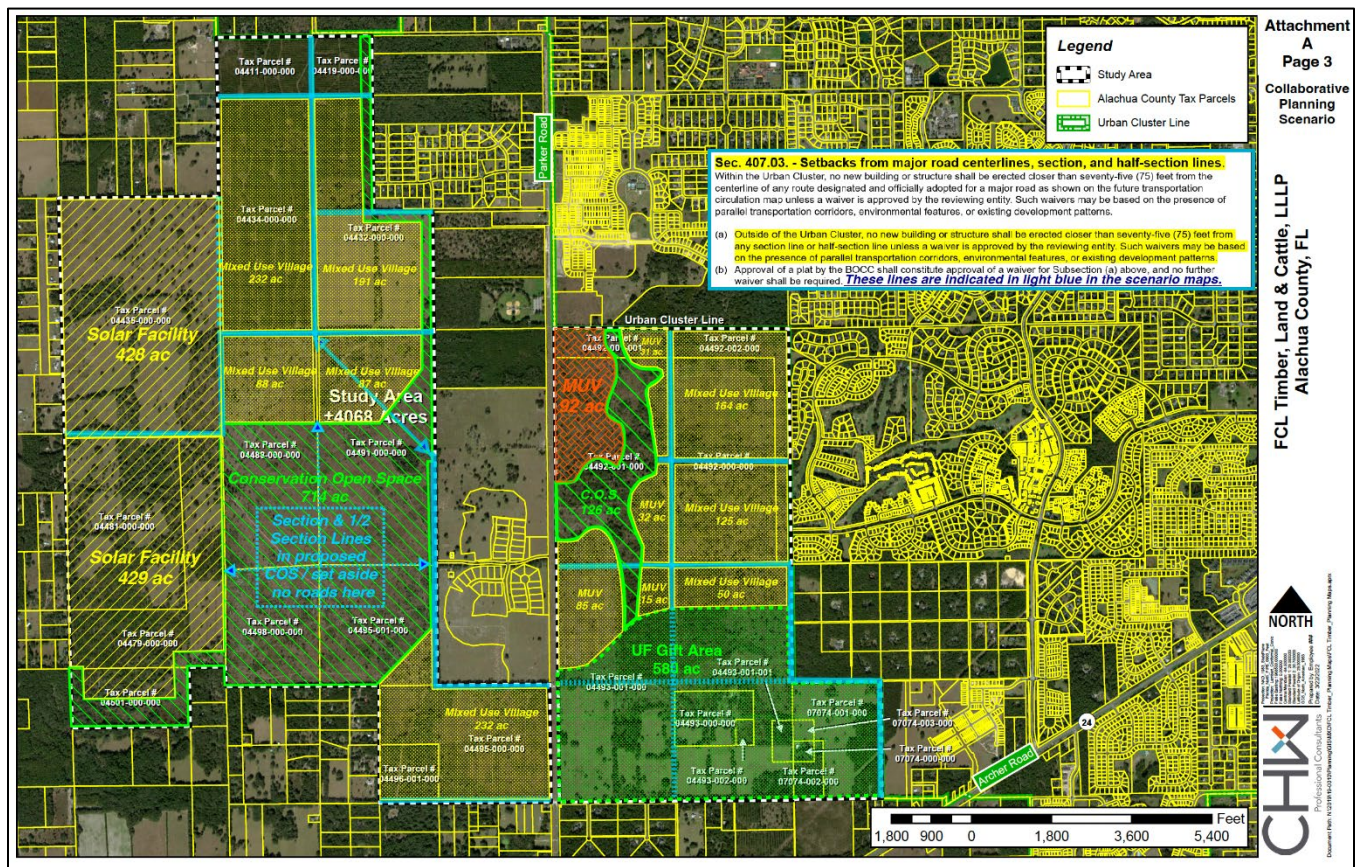 Attachment
A
Page 3
Collaborative
Planning
Scenario
FCL Timber, Land & Cattle, LLLP
Alachua County, FL
NORTH
CHW
Professional Consultants
Legend
Study Area
Alachua County Tax Parcels
Urban Cluster Line
Sec. 407.03. - Setbacks from major road centerlines, section, and half-section lines.
Within the Urban Cluster, no new building or structure shall be erected closer than seventy-five (75) feet from the
centerline of any route designated and officially adopted for a major road as shown on the future transportation
circulation map unless a waiver is approved by the reviewing entity. Such waivers may be based on the presence of
parallel transportation corridors, environmental features, or existing development patterns.
(a) Outside of the Urban Cluster, no new building or structure shall be erected closer than seventy-five (75) feet from
any section line or half-section line unless a waiver is approved by the reviewing entity. Such waivers may be based
on the presence of parallel transportation corridors, environmental features, or existing development patterns.
(b) Approval of a plat by the BOCC shall constitute approval of a waiver for Subsection (a) above, and no further
waiver shall be required. These lines are indicated in light blue in the scenario maps.
Parker Road
Tax Parcel #
04411-000-000
Tax Parcel #
04419-000-000
Tax Parcel #
04434-000-000
Tax Parcel #
04432-000-000
Mixed Use Village
232 ac
Mixed Use Village
191 ac
Tax Parcel #
Solar Facility
428 ac
Mixed Use Village
88 ac
Mixed Use Village
87 ac
Study Area
±4068 Acres
Tax Parcel #
04488-000-000
Tax Parcel #
04491-000-000
Conservation Open Space
714 ac
Section & 1/2
Section Lines
in proposed
COS / set aside
no roads here
Tax Parcel #
04481-000-000
Solar Facility
429 ac
Tax Parcel #
04479-000-000
Tax Parcel #
04498-000-000
Tax Parcel #
04485-001-000
Tax Parcel #
04501-000-000
Urban Cluster Line
Tax Parcel #
MUV
Tax Parcel #
04492-002-000
MUV
92 ac
Mixed Use Village
164 ac
Tax Parcel #
04492-001-000
Tax Parcel #
04492-000-000
C.O.S.
126 ac
MUV
32 ac
Mixed Use Village
125 ac
MUV
85 ac
MUV
15 ac
Mixed Use Village
50 ac
UF Gift Area
580 ac
Tax Parcel #
04493-001-001
Tax Parcel #
04493-001-000
Tax Parcel #
04493-000-000
Tax Parcel #
07074-001-000
Tax Parcel #
07074-003-000
Tax Parcel #
07074-000-000
Tax Parcel #
04493-002-000
Tax Parcel #
07074-002-000
Mixed Use Village
232 ac
Tax Parcel #
04495-000-000
Tax Parcel #
04496-001-000
24
Archer Road
Feet
1,800 900 0 1,800 3,600 5,400